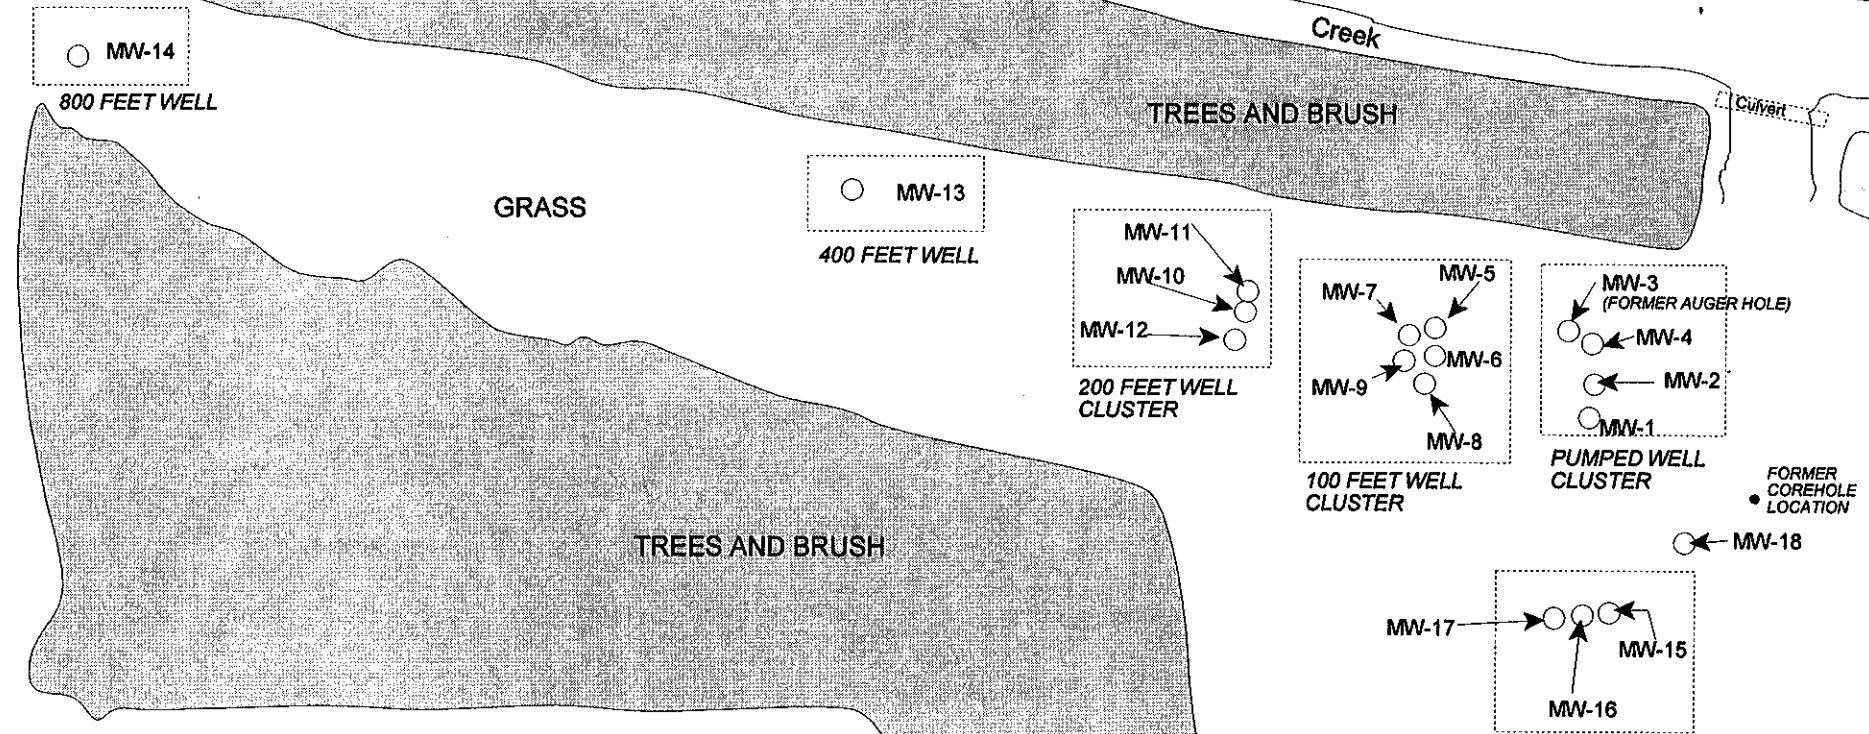 Creek
MW-14
800 FEET WELL
TREES AND BRUSH
Culvert
GRASS
MW-13
400 FEET WELL
MW-11
MW-10
MW-12
200 FEET WELL
CLUSTER
MW-5
MW-7
MW-6
MW-9
MW-8
100 FEET WELL
CLUSTER
MW-3
(FORMER AUGER HOLE)
MW-4
MW-2
MW-1
PUMPED WELL
CLUSTER
FORMER
COREHOLE
LOCATION
MW-18
TREES AND BRUSH
MW-17
MW-15
MW-16